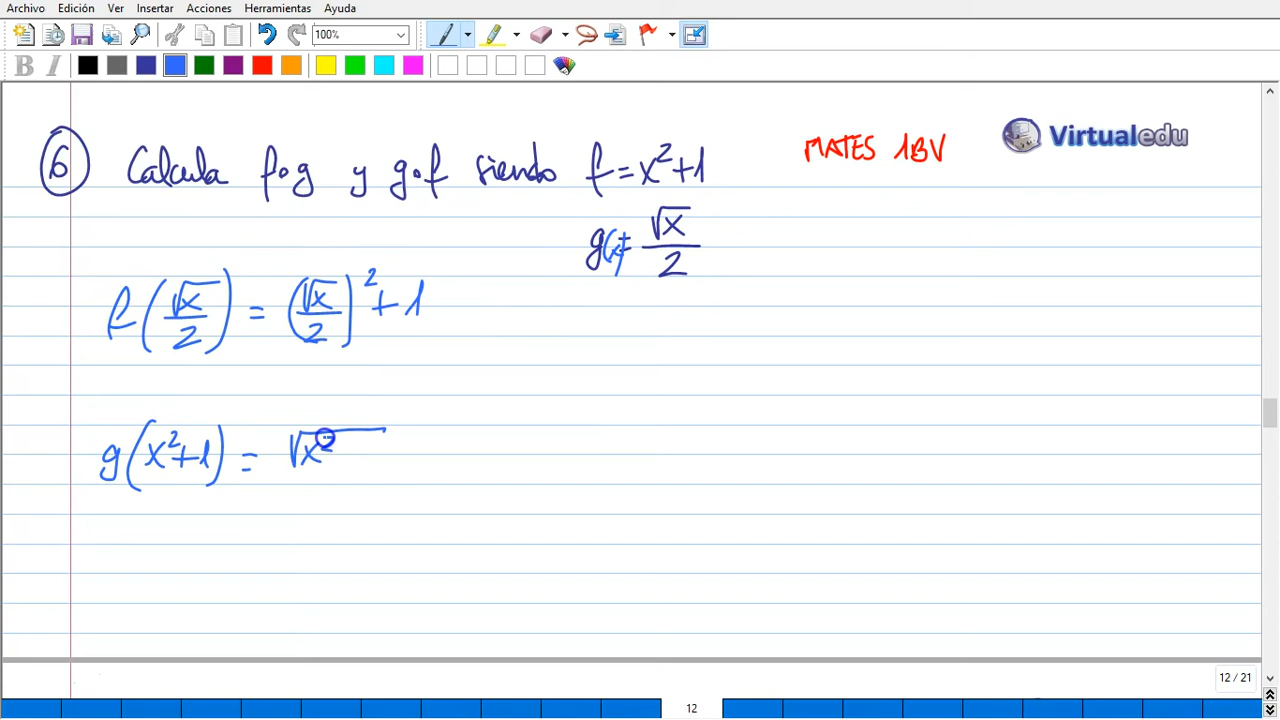 Archivo Edición Ver Insertar Acciones Herramientas Ayuda
100%
B I
6 Calcula f∘g y g∘f siendo f = x²+1
MATES 1BV
Virtualedu
g(x) = √x/2
f(√x/2) = (√x/2)² + 1
g(x²+1) = √x²
12 / 21
12